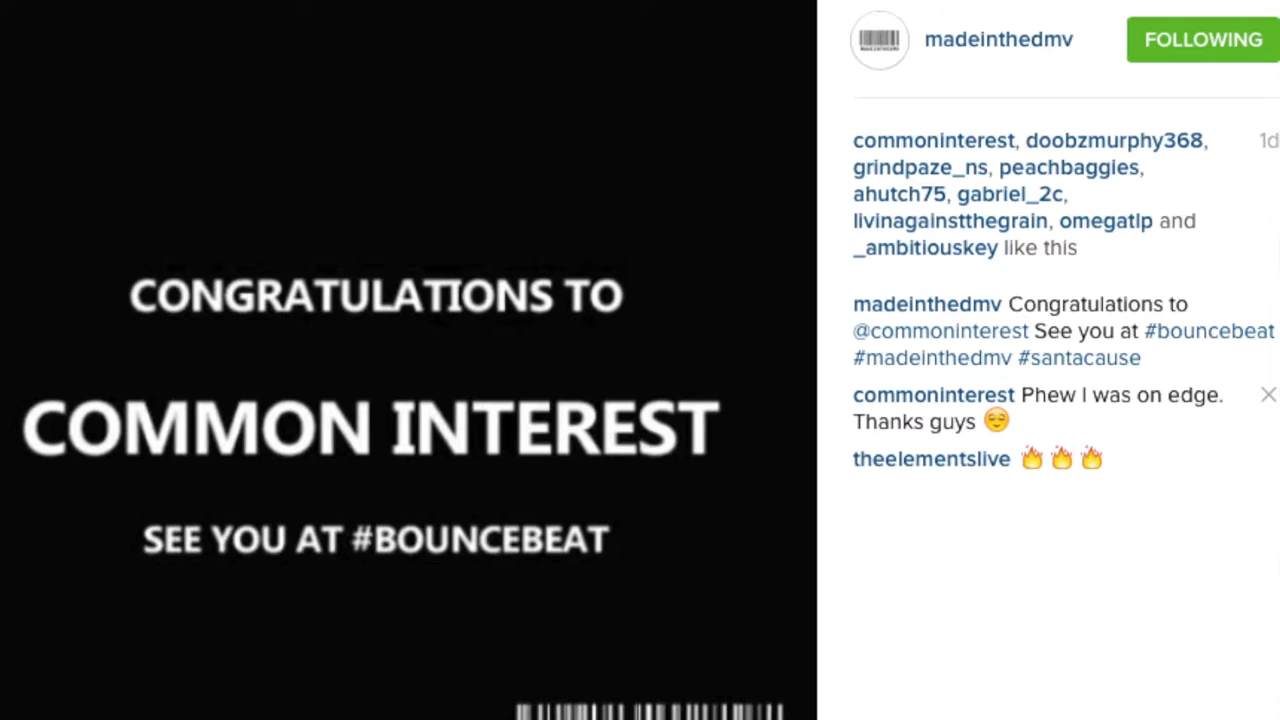 CONGRATULATIONS TO
COMMON INTEREST
SEE YOU AT #BOUNCEBEAT
madeinthedmv
FOLLOWING
commoninterest, doobzmurphy368,
1d
grindpaze_ns, peachbaggies,
ahutch75, gabriel_2c,
livinagainstthegrain, omegatlp and
_ambitiouskey like this
madeinthedmv Congratulations to
@commoninterest See you at #bouncebeat
#madeinthedmv #santacause
commoninterest Phew I was on edge.
Thanks guys 😌
theelementslive 🔥🔥🔥